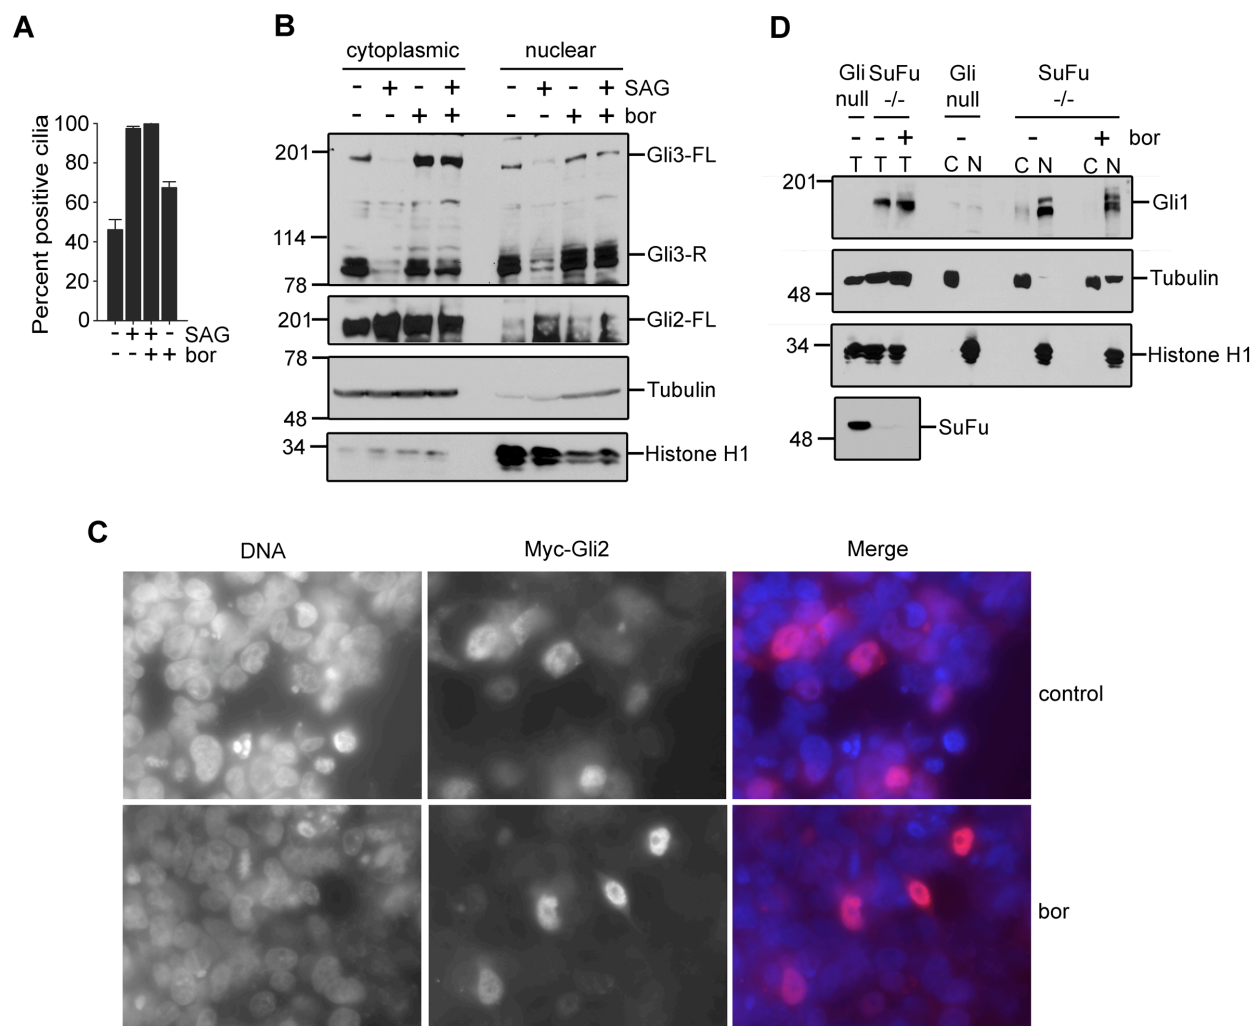 A
Percent positive cilia
100
80
60
40
20
0
- + + - SAG
- - + + bor
B
cytoplasmic nuclear
- + - + - + - + SAG
- - + + - - + + bor
201 Gli3-FL
114
Gli3-R
78
201 Gli2-FL
78
Tubulin
48
34
Histone H1
D
Gli SuFu Gli SuFu
null -/- null -/-
- - + - - + bor
T T T C N C N C N
201
Gli1
Tubulin
48
34
Histone H1
SuFu
48
C
DNA Myc-Gli2 Merge
control
bor